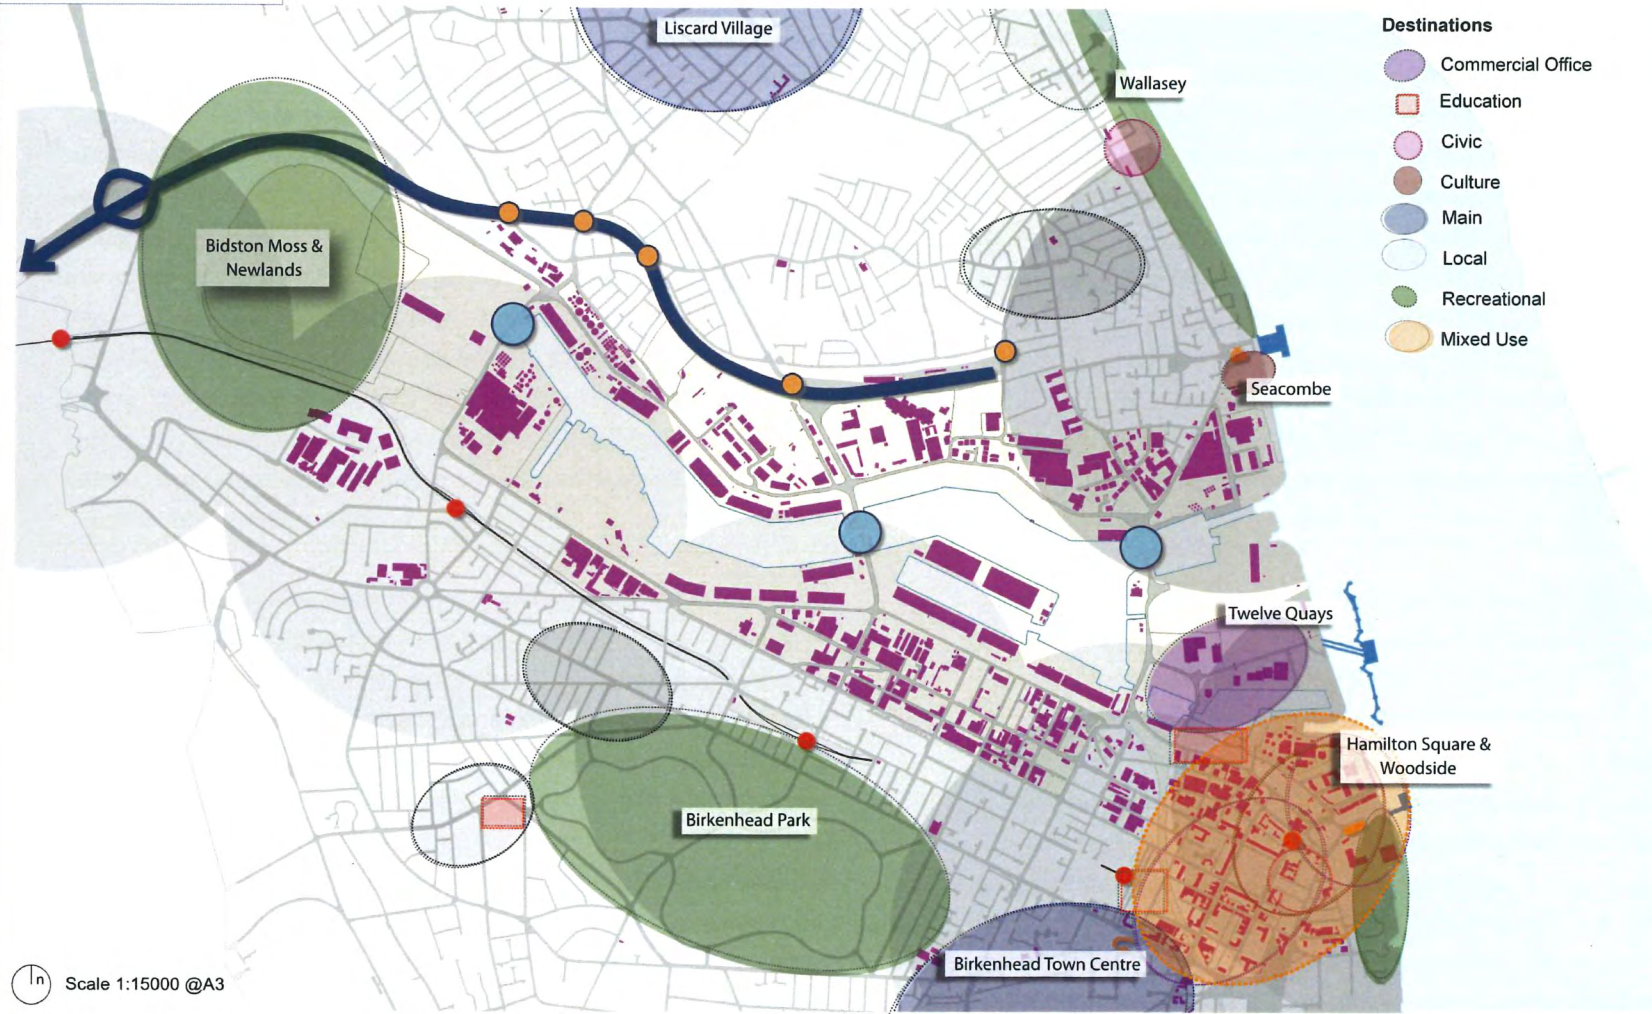 Liscard Village
Wallasey
Bidston Moss &
Newlands
Seacombe
Twelve Quays
Hamilton Square &
Woodside
Birkenhead Park
Birkenhead Town Centre
Destinations
Commercial Office
Education
Civic
Culture
Main
Local
Recreational
Mixed Use
n
Scale 1:15000 @A3